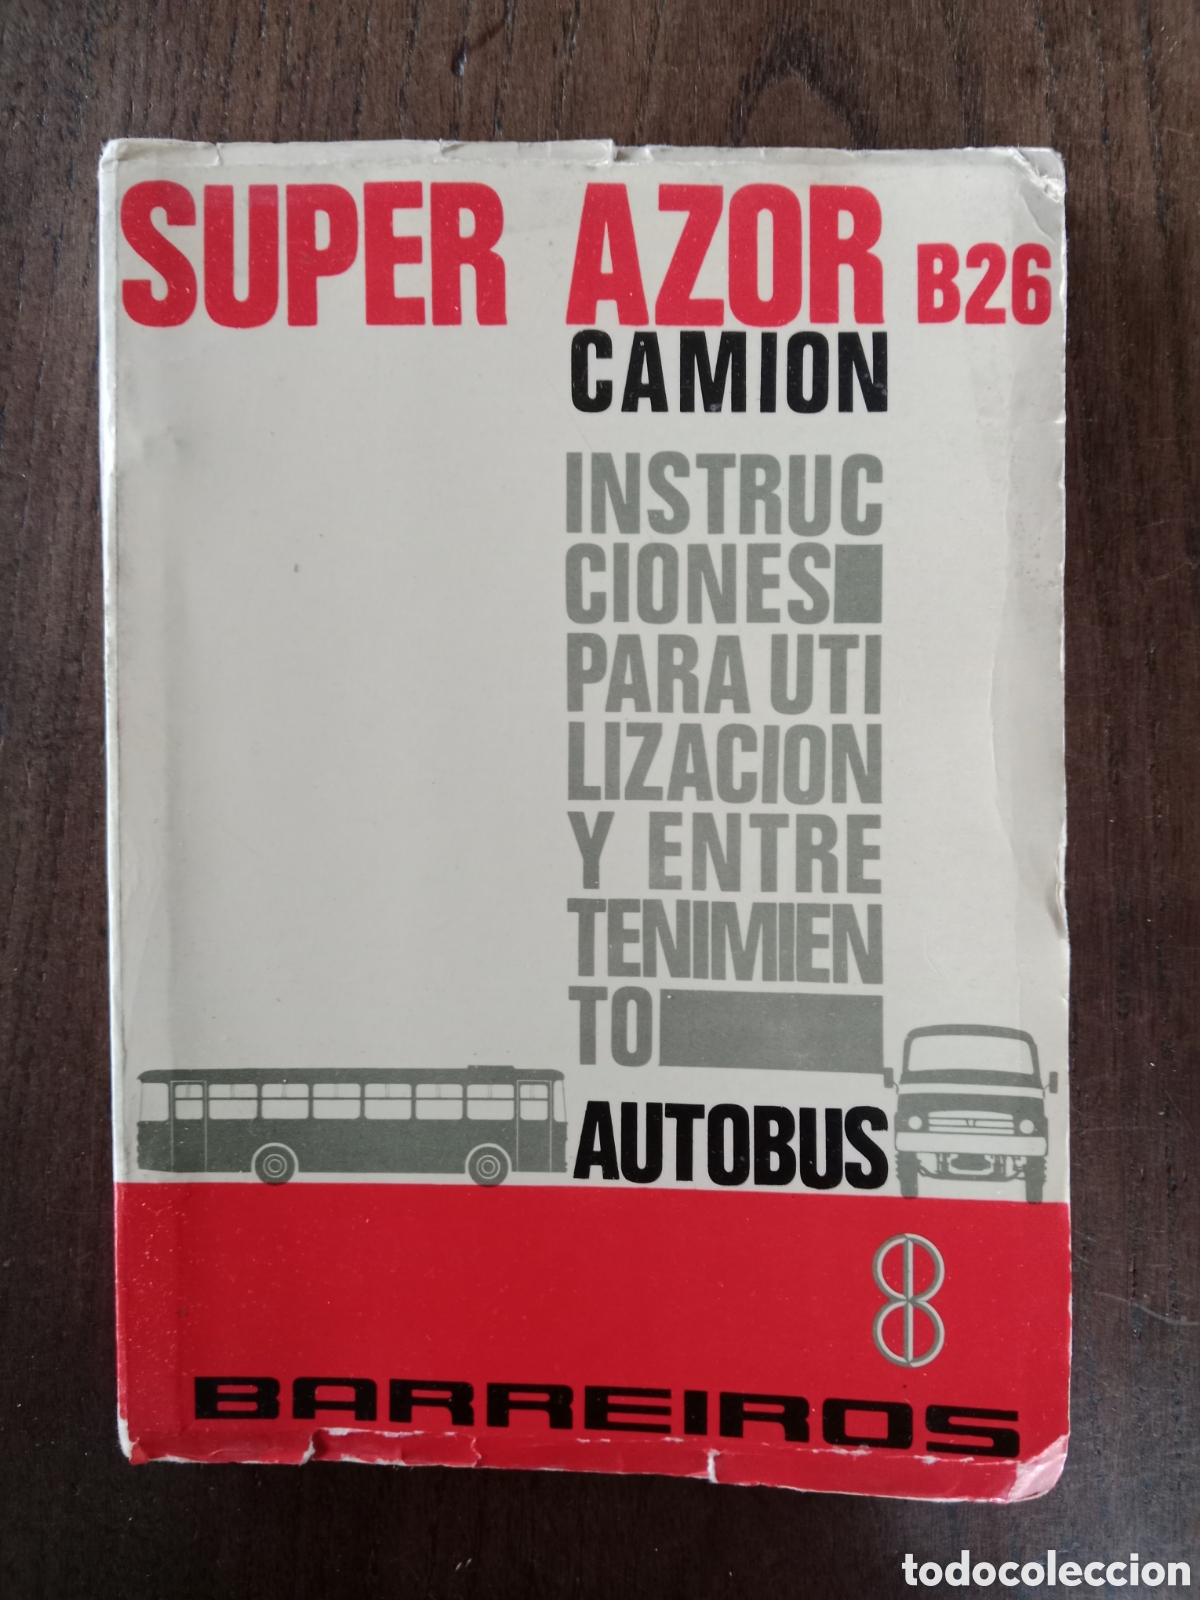 SUPER AZOR B26
CAMION
INSTRUC
CIONES
PARA UTI
LIZACION
Y ENTRE
TENIMIEN
TO
AUTOBUS
BARREIROS
todocoleccion